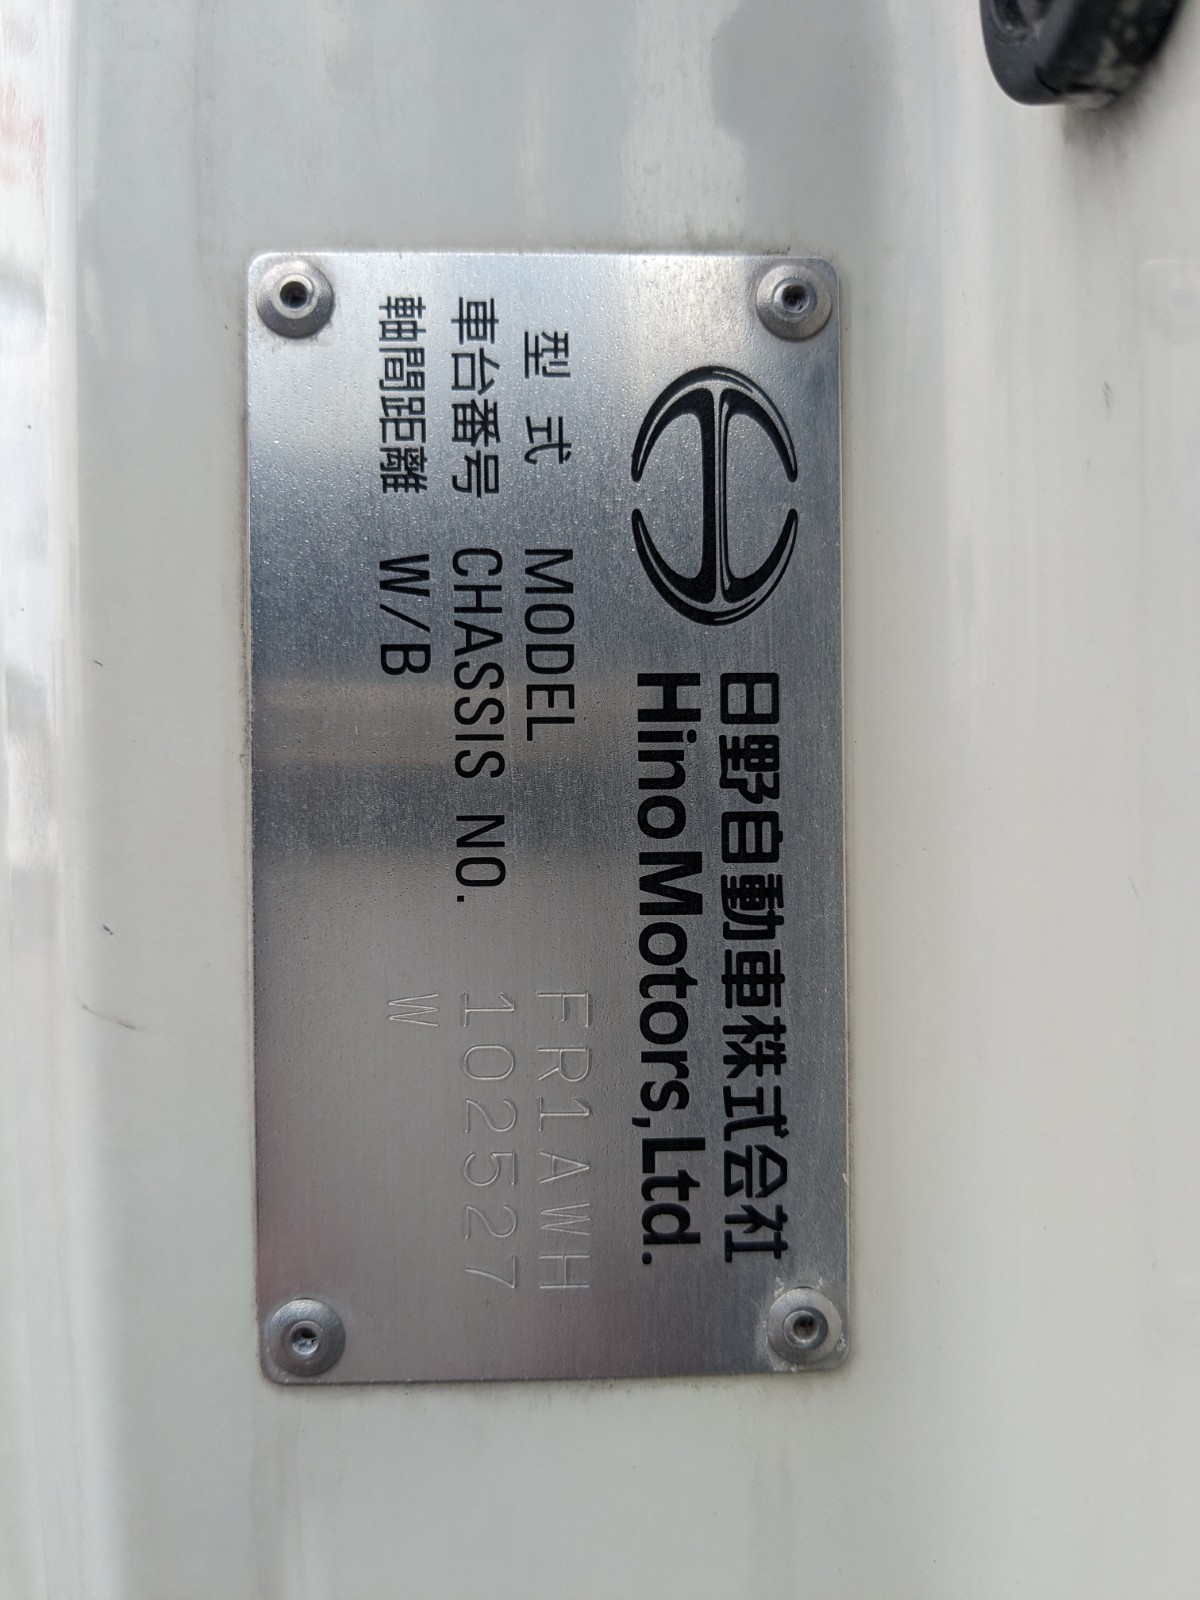 日野自動車株式会社
Hino Motors, Ltd.
型式 MODEL FR1AWH
車台番号 CHASSIS NO. 102527
軸間距離 W/B W